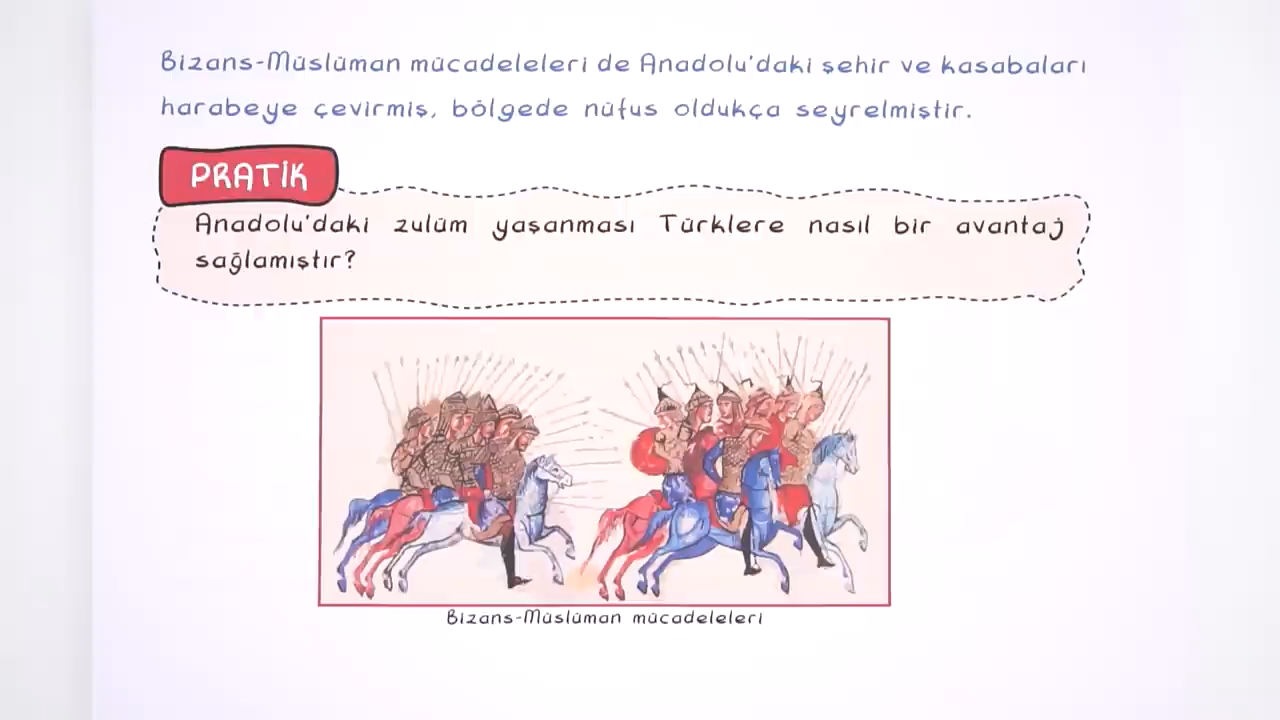 Bizans-Müslüman mücadeleleri de Anadolu'daki şehir ve kasabaları
harabeye çevirmiş, bölgede nüfus oldukça seyrelmiştir.
PRATİK
Anadolu'daki zulüm yaşanması Türklere nasıl bir avantaj
sağlamıştır?
Bizans-Müslüman mücadeleleri